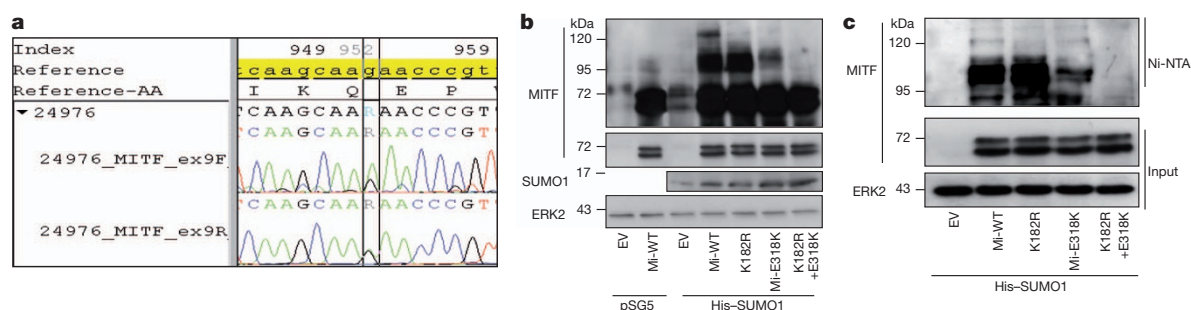 a
Index 949 952 959
Reference tcaagcaagaacccgt
Reference-AA I K Q E P
24976 TCAAGCAARAACCCGT
TCAAGCAARAACCCGT
24976_MITF_ex9F
TCAAGCAARAACCCGT
24976_MITF_ex9R
b
kDa
120
95
72
MITF
72
17
SUMO1
43
ERK2
EV
Mi-WT
EV
Mi-WT
K182R
Mi-E318K
K182R
+E318K
pSG5
His–SUMO1
c
kDa
120
95
MITF
Ni-NTA
72
Input
ERK2 43
EV
Mi-WT
K182R
Mi-E318K
K182R
+E318K
His–SUMO1